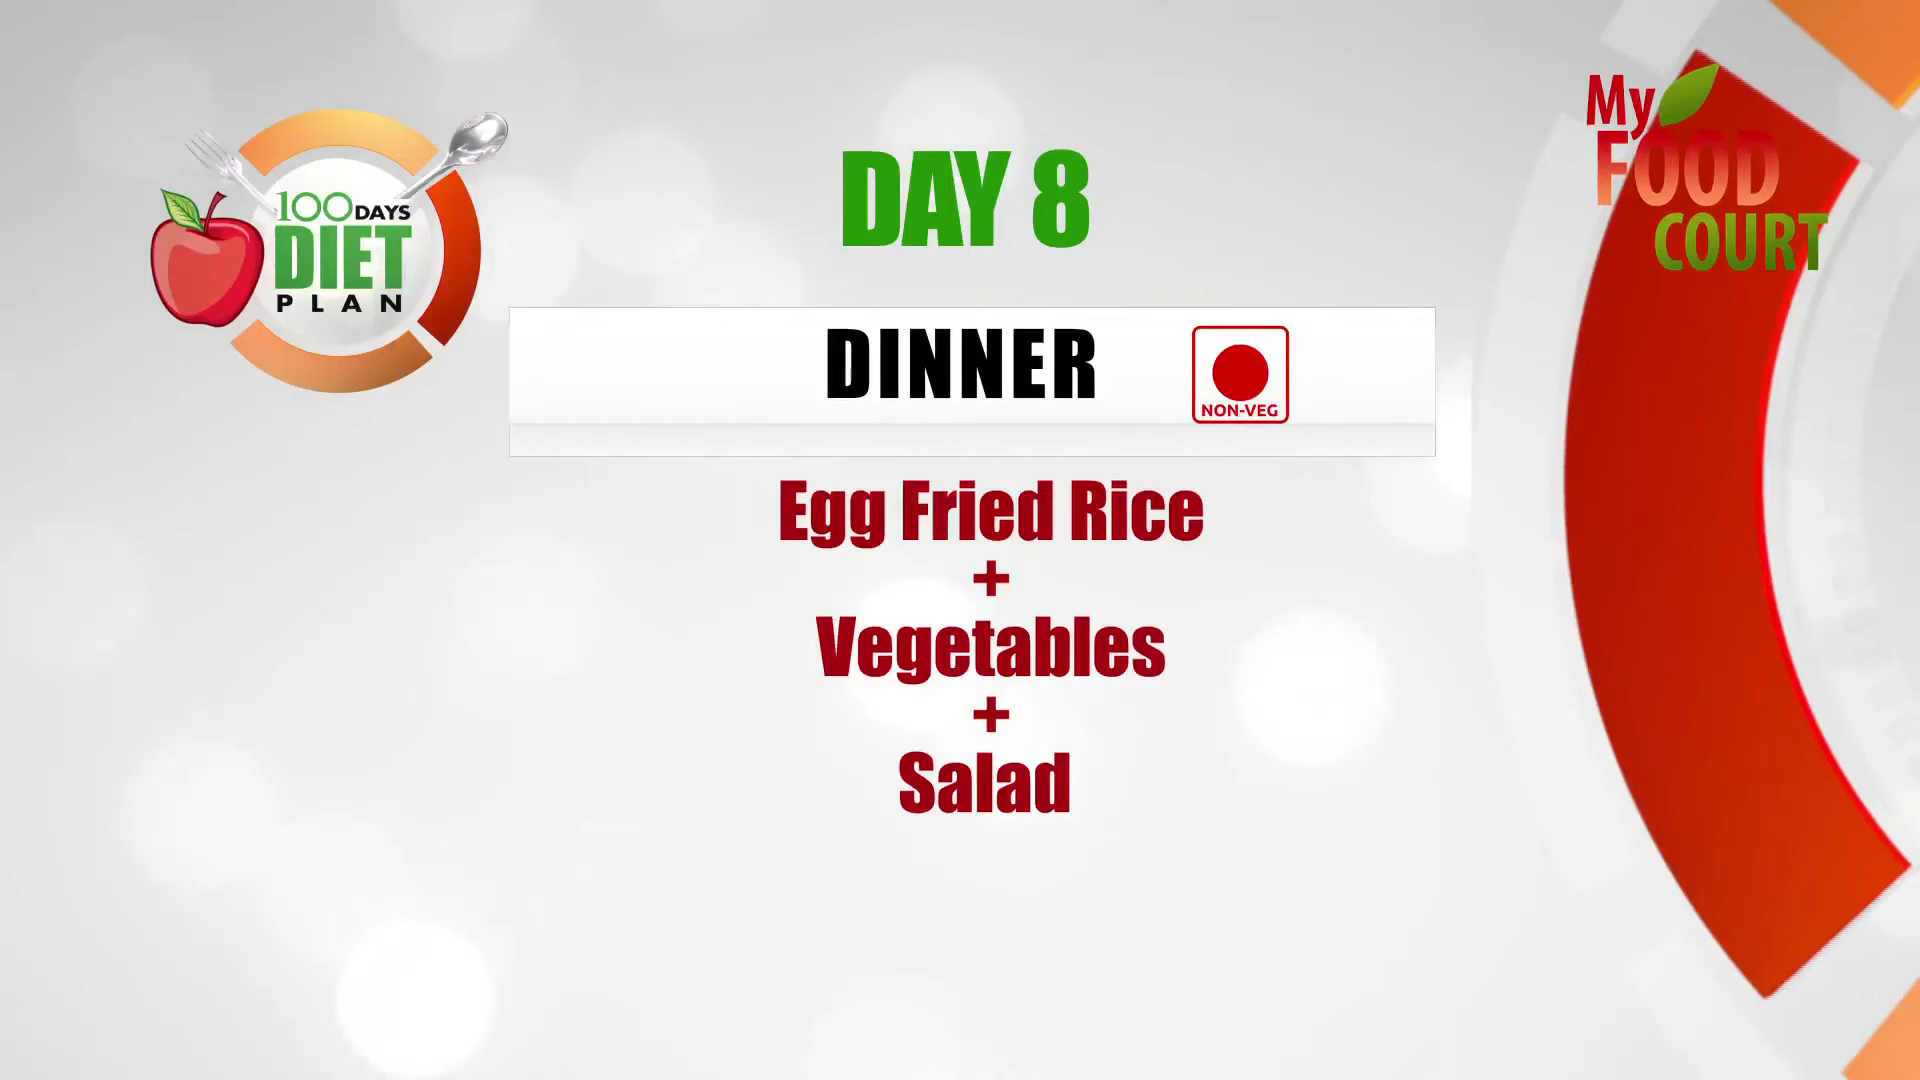 100 DAYS
DIET
PLAN
My
FOOD
COURT
DAY 8
DINNER
NON-VEG
Egg Fried Rice
+
Vegetables
+
Salad